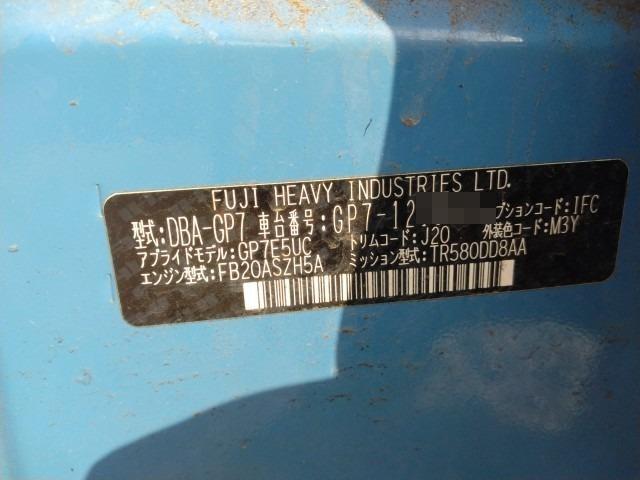 FUJI HEAVY INDUSTRIES LTD.
型式:DBA-GP7 車台番号:GP7-12 プションコード:IFC
アプライドモデル:GP7E5UC トリムコード:J20 外装色コード:M3Y
エンジン型式:FB20ASZH5A ミッション型式:TR580DD8AA